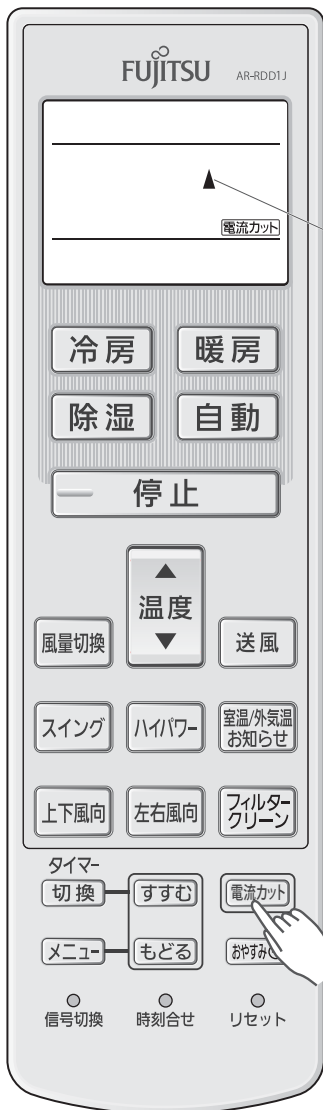 FUJITSU AR-RDD1J
▲
電流カット
冷房 暖房
除湿 自動
停止
▲
温度
▼
風量切換 送風
スイング ハイパワー 室温/外気温
お知らせ
上下風向 左右風向 フィルター
クリーン
タイマー
切換 すすむ 電流カット
メニュー もどる おやすみ
信号切換 時刻合せ リセット